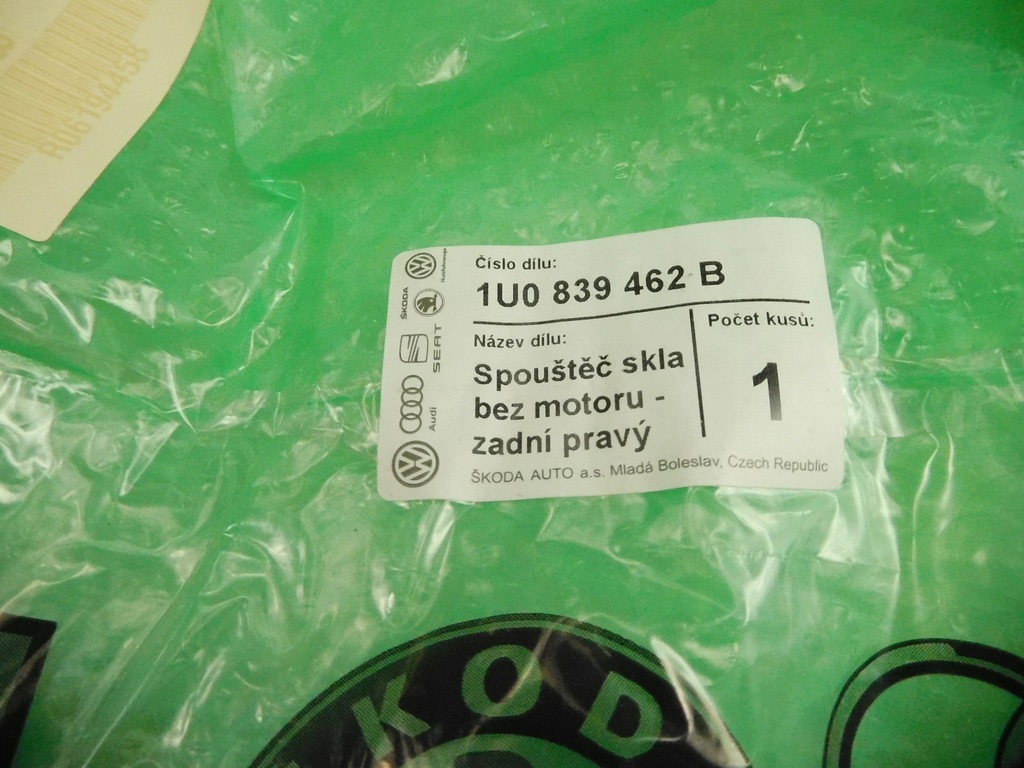 Číslo dílu:
1U0 839 462 B
Název dílu:
Spouštěč skla
bez motoru -
zadní pravý
Počet kusů:
1
ŠKODA AUTO a.s. Mladá Boleslav, Czech Republic
Nutzfahrzeuge
ŠKODA
SEAT
Audi
KOD